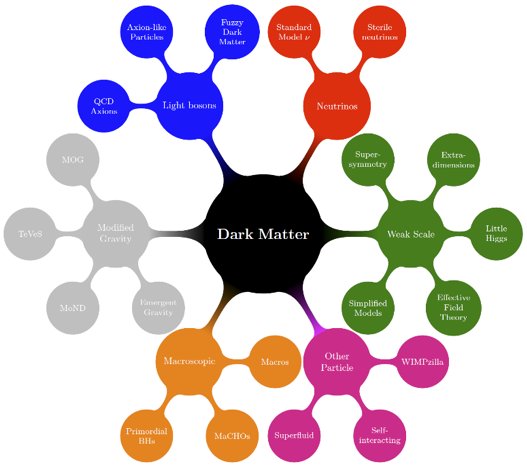 Axion-like
Particles
Fuzzy
Dark
Matter
QCD
Axions
Light bosons
Standard
Model ν
Sterile
neutrinos
Neutrinos
Super-
symmetry
Extra-
dimensions
Little
Higgs
Effective
Field
Theory
Simplified
Models
Weak Scale
MOG
TeVeS
MoND
Emergent
Gravity
Modified
Gravity
Dark Matter
Macroscopic
Macros
Primordial
BHs
MaCHOs
Other
Particle
WIMPzilla
Self-
interacting
Superfluid